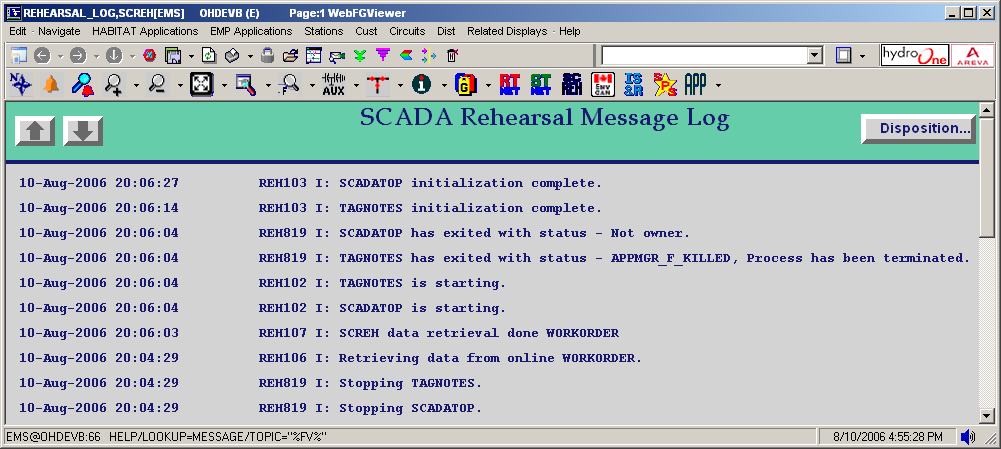 REHEARSAL_LOG,SCREH[EMS] OHDEVB (E) Page:1 WebFGViewer
Edit · Navigate HABITAT Applications EMP Applications Stations Cust Circuits Dist Related Displays · Help
hydro One AREVA
AUX RT NET ST NET SC REH ENV CAN IS S&R S P S APP
SCADA Rehearsal Message Log
Disposition...
10-Aug-2006 20:06:27 REH103 I: SCADATOP initialization complete.
10-Aug-2006 20:06:14 REH103 I: TAGNOTES initialization complete.
10-Aug-2006 20:06:04 REH819 I: SCADATOP has exited with status - Not owner.
10-Aug-2006 20:06:04 REH819 I: TAGNOTES has exited with status - APPMGR_F_KILLED, Process has been terminated.
10-Aug-2006 20:06:04 REH102 I: TAGNOTES is starting.
10-Aug-2006 20:06:04 REH102 I: SCADATOP is starting.
10-Aug-2006 20:06:03 REH107 I: SCREH data retrieval done WORKORDER
10-Aug-2006 20:04:29 REH106 I: Retrieving data from online WORKORDER.
10-Aug-2006 20:04:29 REH819 I: Stopping TAGNOTES.
10-Aug-2006 20:04:29 REH819 I: Stopping SCADATOP.
EMS@OHDEVB:66 HELP/LOOKUP=MESSAGE/TOPIC="%FV%" 8/10/2006 4:55:28 PM